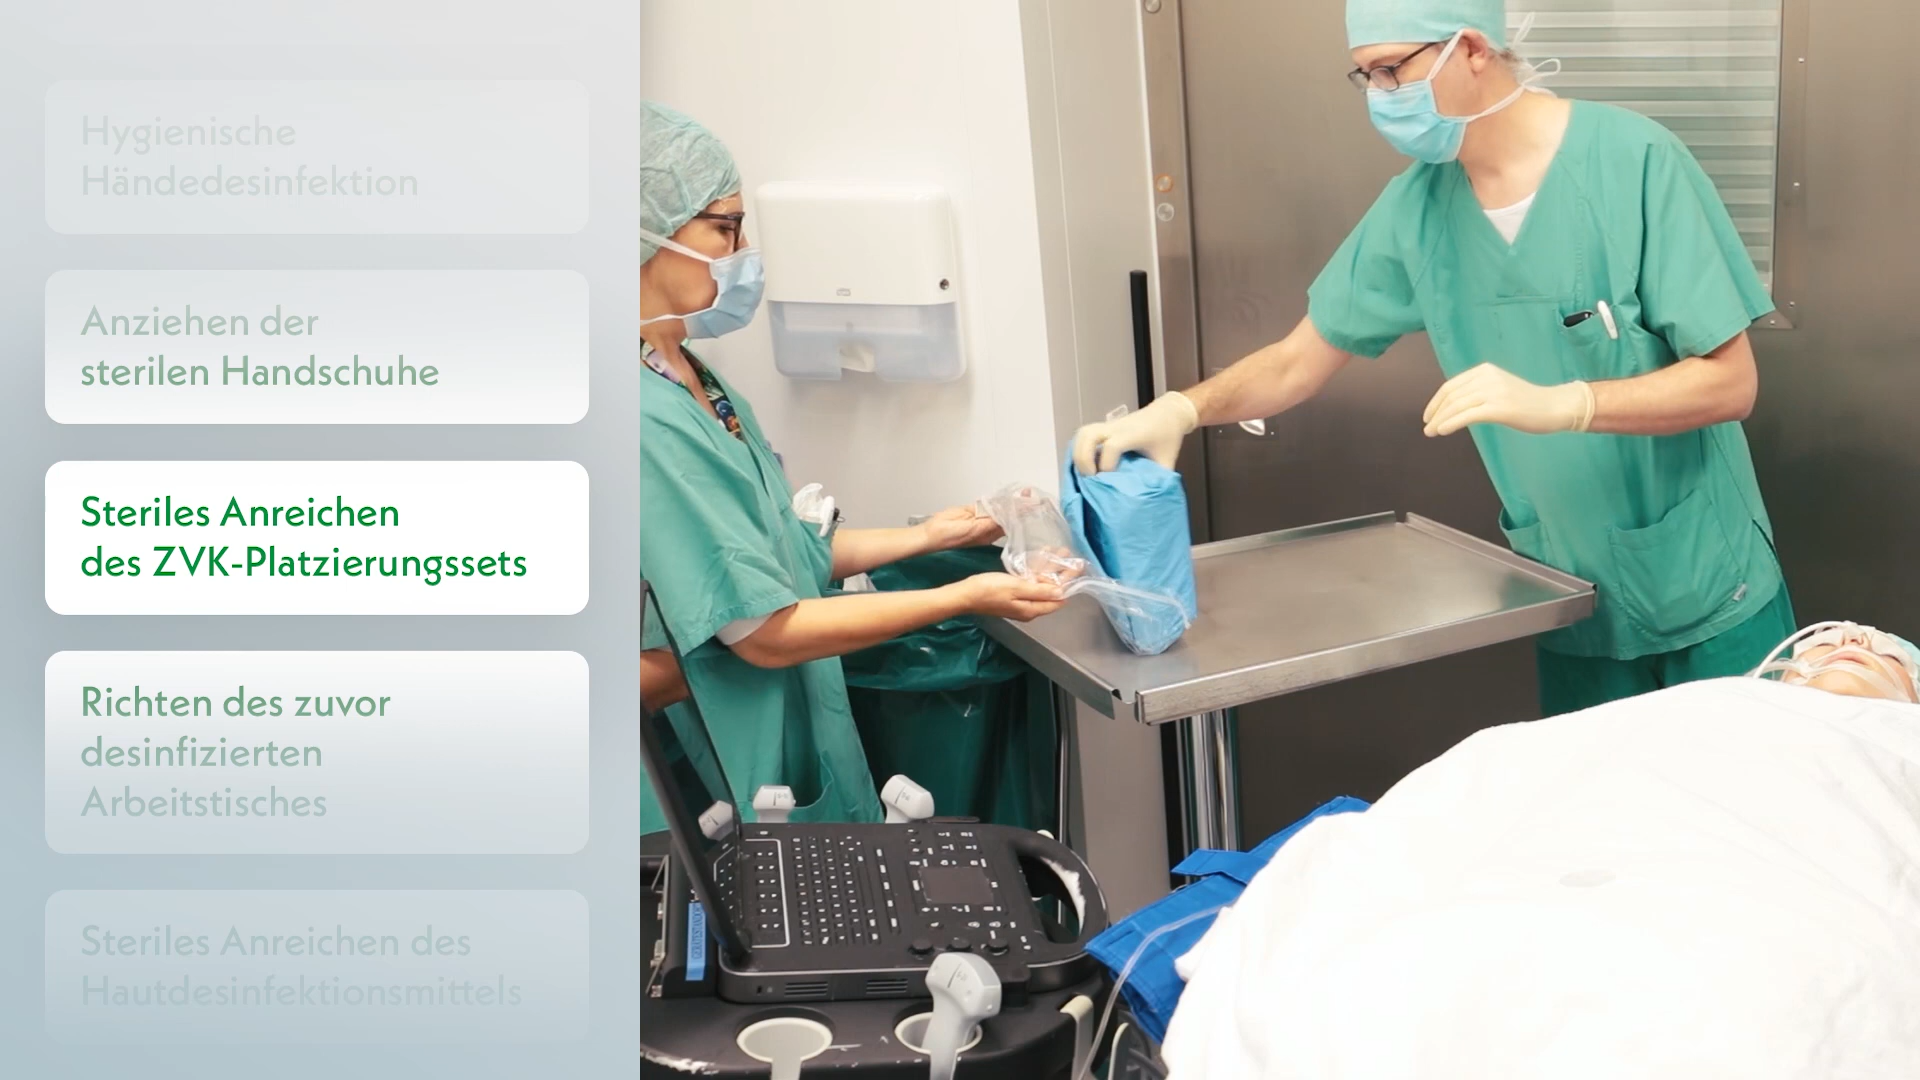 Hygienische
Händedesinfektion
Anziehen der
sterilen Handschuhe
Steriles Anreichen
des ZVK-Platzierungssets
Richten des zuvor
desinfizierten
Arbeitstisches
Steriles Anreichen des
Hautdesinfektionsmittels